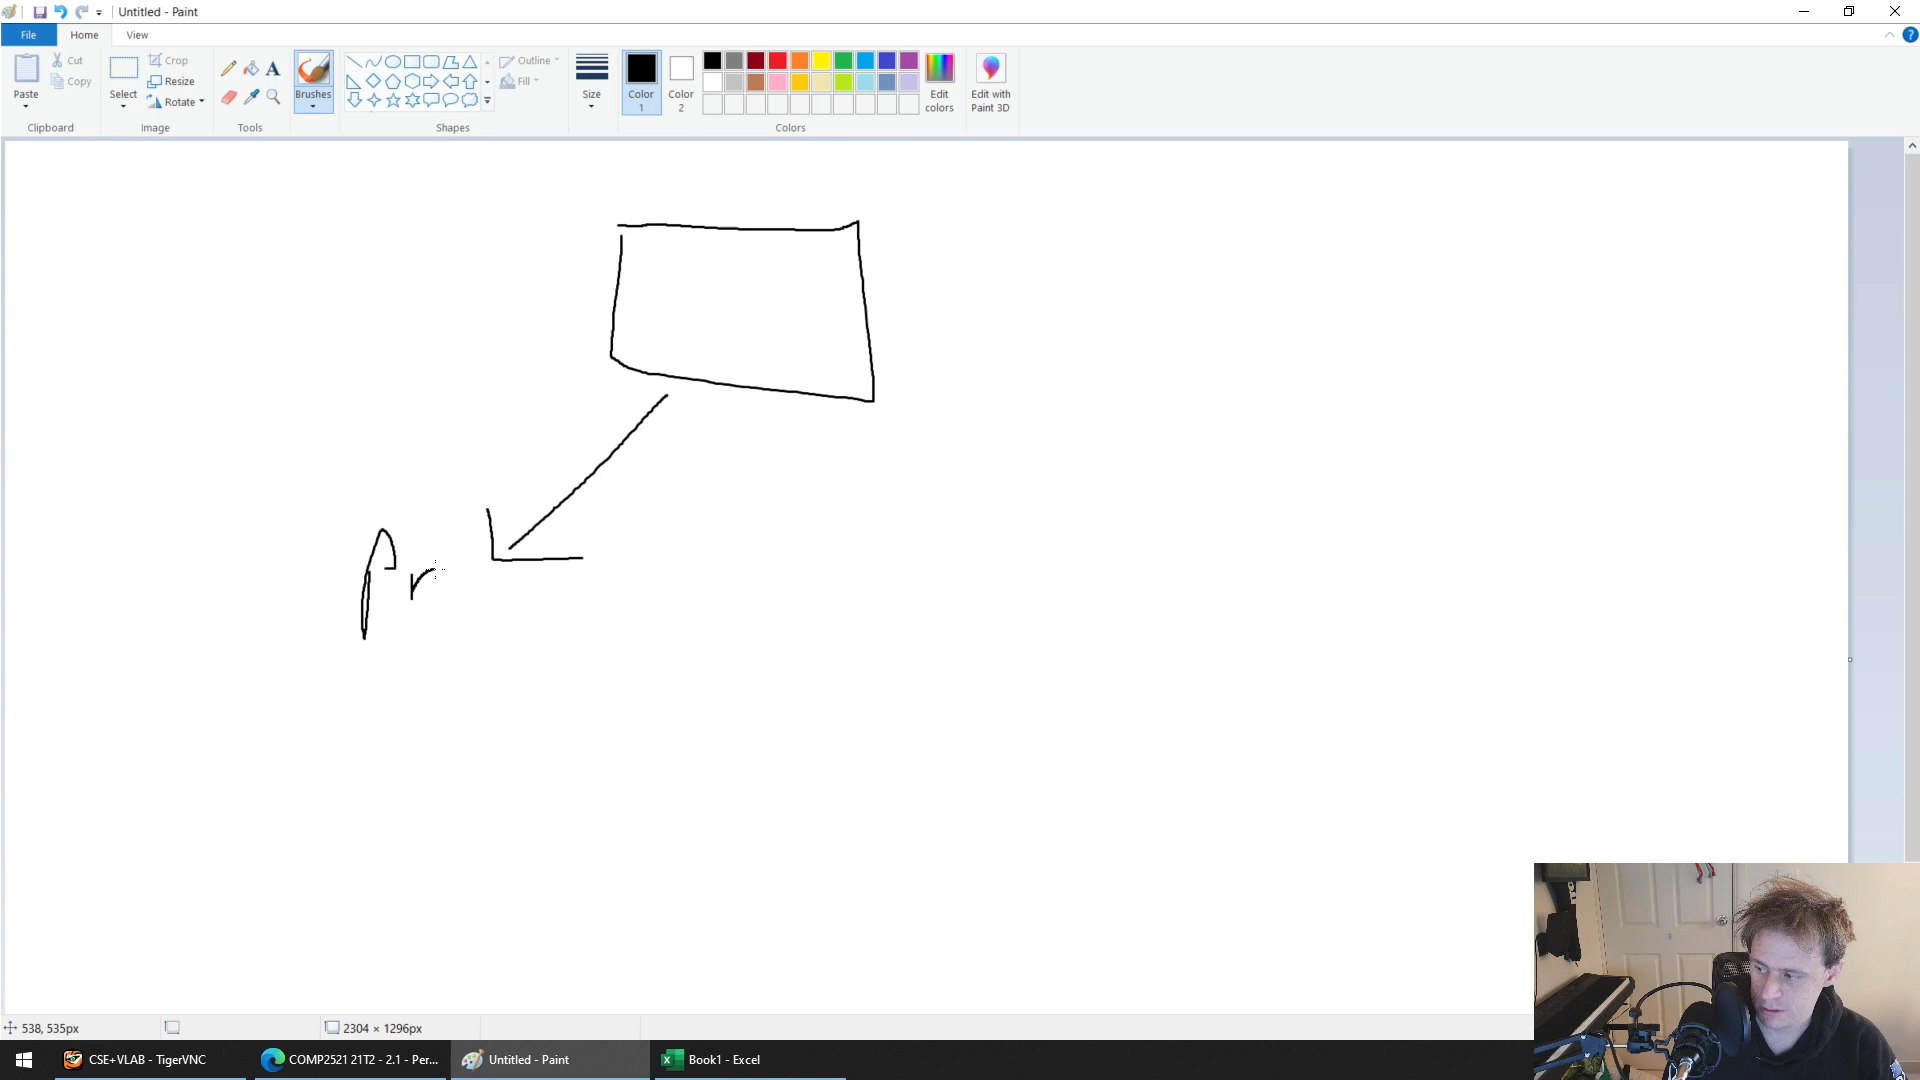 Untitled - Paint
File Home View
Paste
Cut
Copy
Clipboard
Select
Crop
Resize
Rotate
Image
Tools
Brushes
Shapes
Outline
Fill
Size
Color 1
Color 2
Edit colors
Edit with Paint 3D
Colors
Pr
538, 535px
2304 × 1296px
CSE+VLAB - TigerVNC
COMP2521 21T2 - 2.1 - Per...
Untitled - Paint
Book1 - Excel